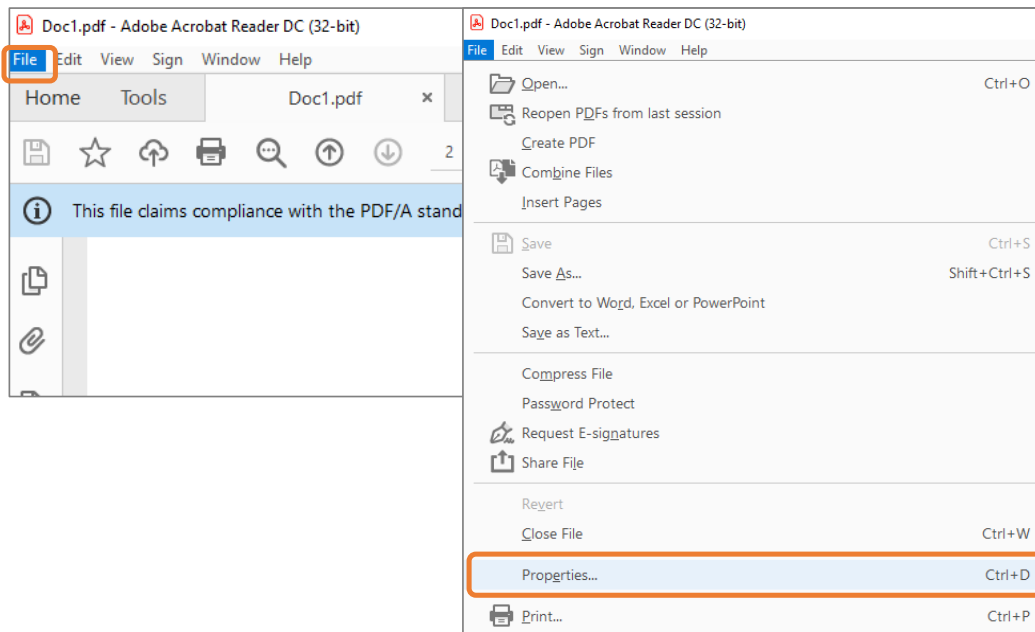 Doc1.pdf - Adobe Acrobat Reader DC (32-bit)
File Edit View Sign Window Help
Home Tools Doc1.pdf ×
2
This file claims compliance with the PDF/A stand
Doc1.pdf - Adobe Acrobat Reader DC (32-bit)
File Edit View Sign Window Help
Open... Ctrl+O
Reopen PDFs from last session
Create PDF
Combine Files
Insert Pages
Save Ctrl+S
Save As... Shift+Ctrl+S
Convert to Word, Excel or PowerPoint
Save as Text...
Compress File
Password Protect
Request E-signatures
Share File
Revert
Close File Ctrl+W
Properties... Ctrl+D
Print... Ctrl+P